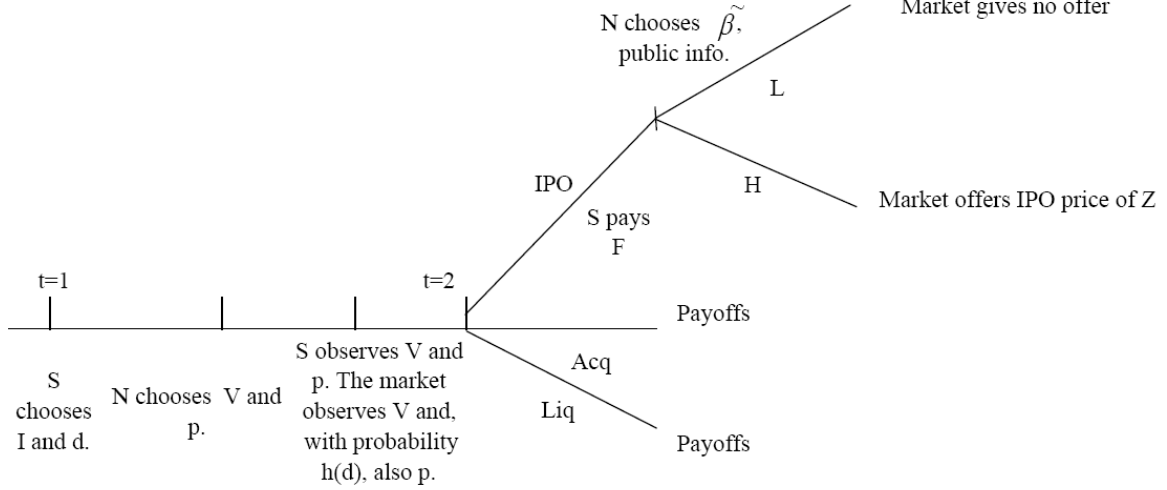 N chooses β̃,
public info.
Market gives no offer
L
IPO
H
S pays
F
Market offers IPO price of Z
t=1
t=2
Payoffs
S
chooses
I and d.
N chooses V and
p.
S observes V and
p. The market
observes V and,
with probability
h(d), also p.
Acq
Liq
Payoffs